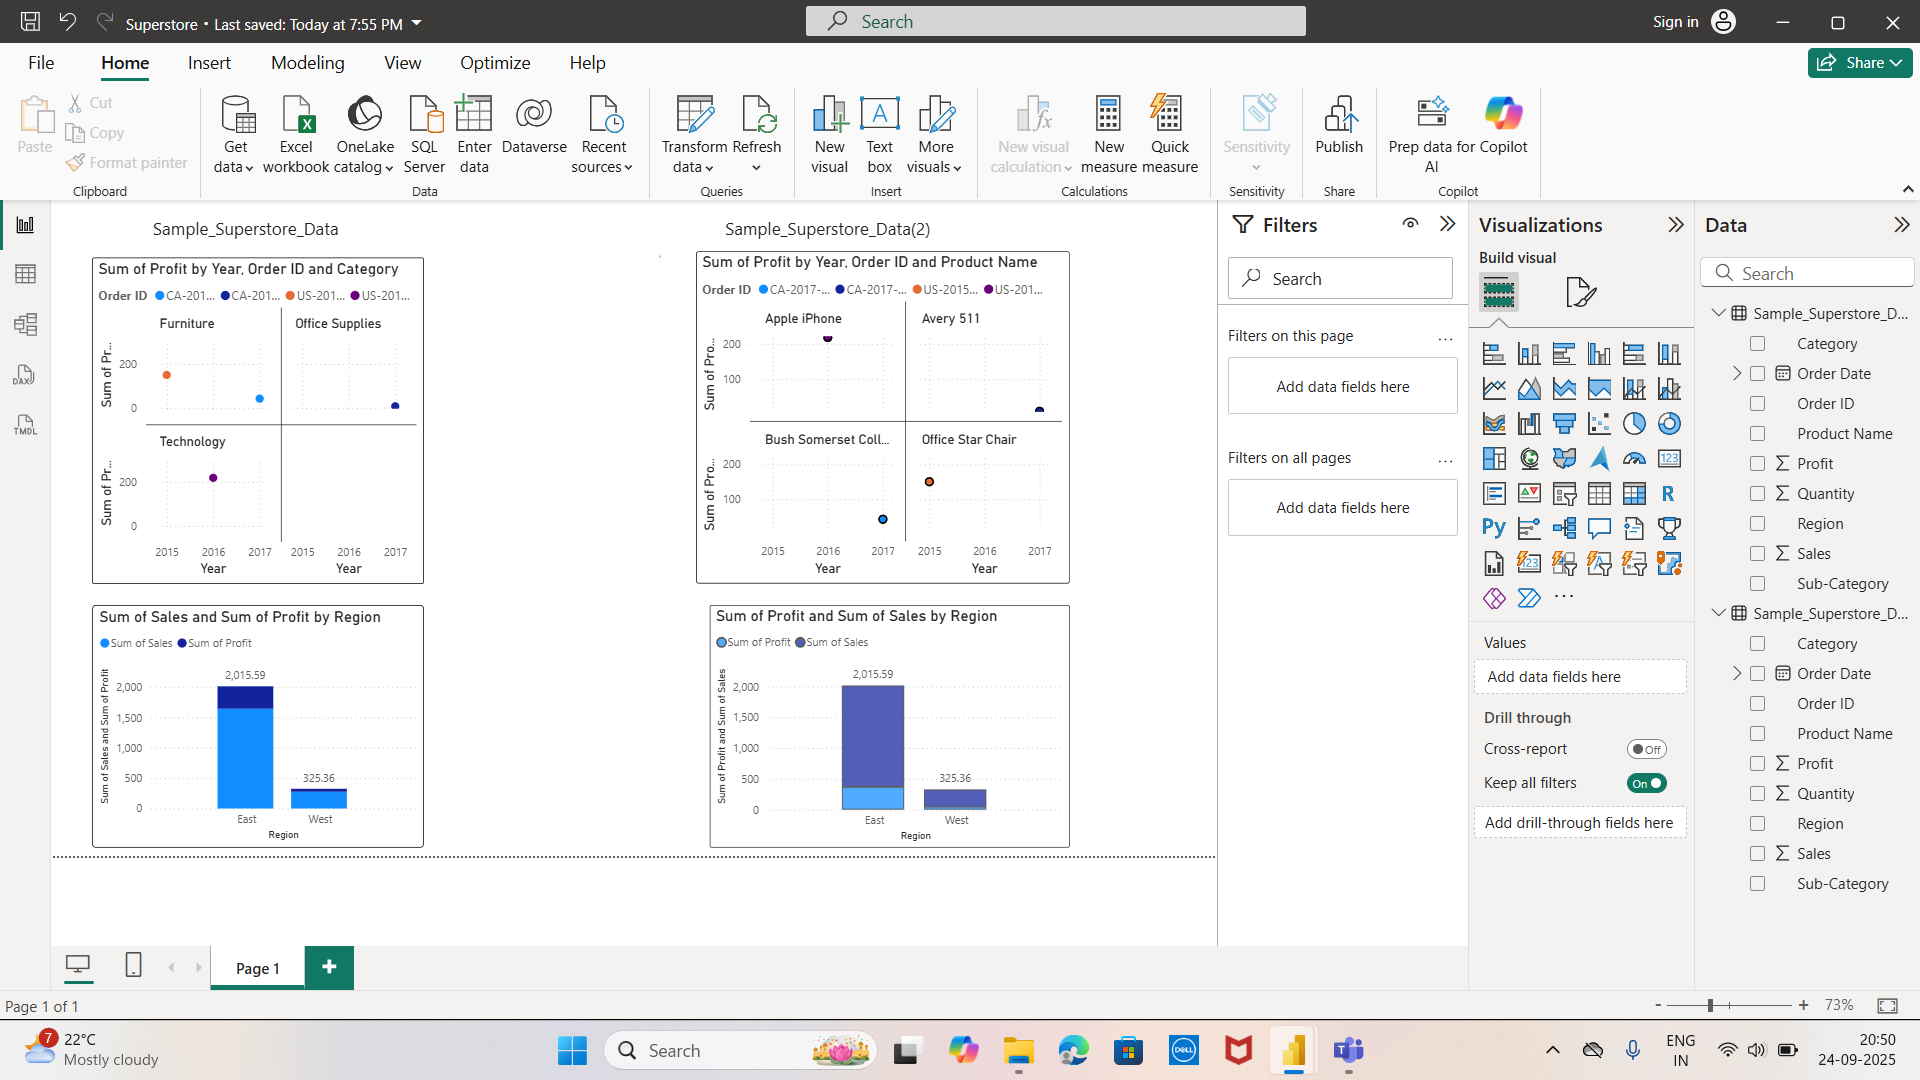 Superstore • Last saved: Today at 7:55 PM
Search
Sign in
File Home Insert Modeling View Optimize Help
Share
Paste
Cut
Copy
Format painter
Clipboard
Get data
Excel workbook
OneLake catalog
SQL Server
Enter data
Dataverse
Recent sources
Data
Transform data
Refresh
Queries
New visual
Text box
More visuals
Insert
New visual calculation
New measure
Quick measure
Calculations
Sensitivity
Sensitivity
Publish
Share
Prep data for AI
Copilot
Copilot
Sample_Superstore_Data
Sum of Profit by Year, Order ID and Category
Order ID CA-201... CA-201... US-201... US-201...
Furniture Office Supplies
Sum of Pr...
200
0
Technology
Sum of Pr...
200
0
2015 2016 2017 2015 2016 2017
Year Year
Sample_Superstore_Data(2)
Sum of Profit by Year, Order ID and Product Name
Order ID CA-2017-... CA-2017-... US-2015... US-201...
Apple iPhone Avery 511
Sum of Pro...
200
100
Bush Somerset Coll... Office Star Chair
Sum of Pro...
200
100
2015 2016 2017 2015 2016 2017
Year Year
Sum of Sales and Sum of Profit by Region
Sum of Sales Sum of Profit
Sum of Sales and Sum of Profit
2,015.59
2,000
1,500
1,000
500
325.36
0
East West
Region
Sum of Profit and Sum of Sales by Region
Sum of Profit Sum of Sales
Sum of Profit and Sum of Sales
2,015.59
2,000
1,500
1,000
500
325.36
0
East West
Region
Filters
Search
Filters on this page ...
Add data fields here
Filters on all pages ...
Add data fields here
Visualizations
Build visual
123
R
Py
123
...
Values
Add data fields here
Drill through
Cross-report Off
Keep all filters On
Add drill-through fields here
Data
Search
Sample_Superstore_D...
Category
Order Date
Order ID
Product Name
Profit
Quantity
Region
Sales
Sub-Category
Sample_Superstore_D...
Category
Order Date
Order ID
Product Name
Profit
Quantity
Region
Sales
Sub-Category
DAX
TMDL
Page 1
+
Page 1 of 1
- + 73%
7
22°C
Mostly cloudy
Search
DELL
ENG
IN
20:50
24-09-2025